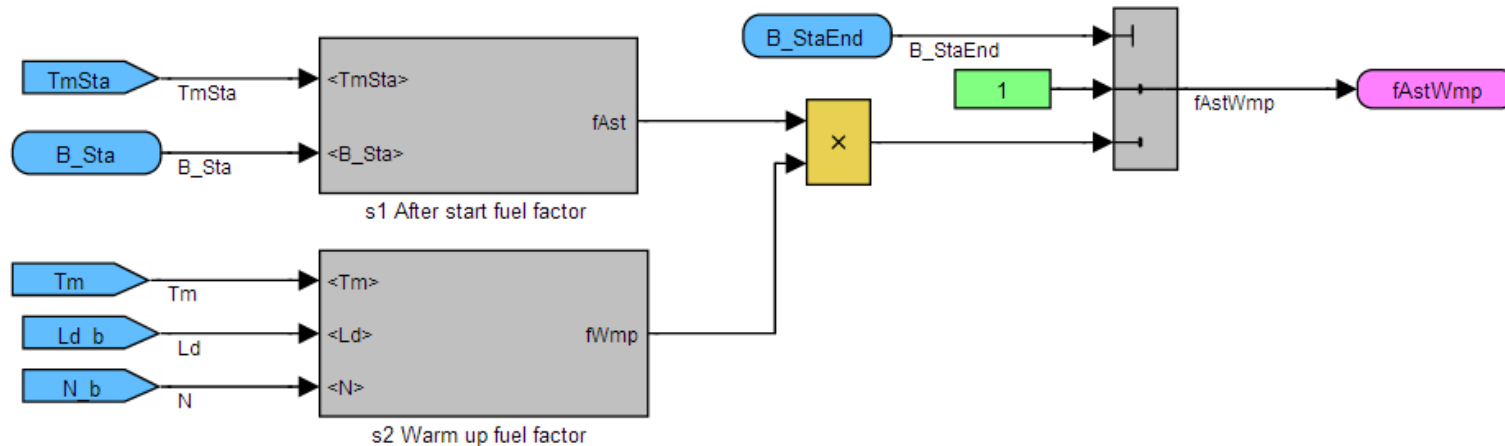 B_StaEnd
B_StaEnd
TmSta
TmSta
<TmSta>
1
fAstWmp
fAstWmp
fAst
×
B_Sta
B_Sta
<B_Sta>
s1 After start fuel factor
Tm
Tm
<Tm>
Ld_b
Ld
<Ld>
fWmp
N_b
N
<N>
s2 Warm up fuel factor